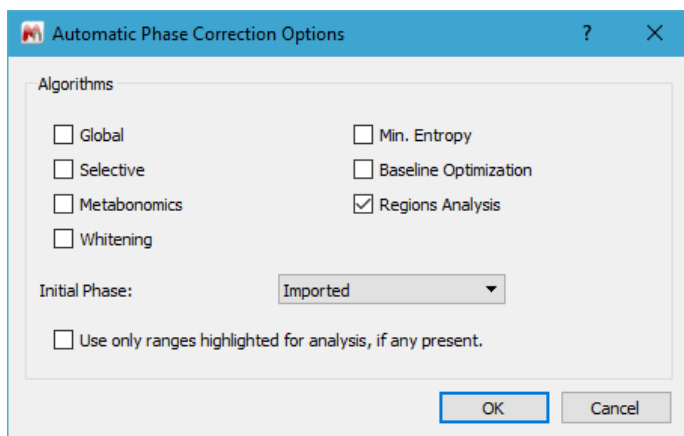 Automatic Phase Correction Options
Algorithms
Global
Min. Entropy
Selective
Baseline Optimization
Metabonomics
Regions Analysis
Whitening
Initial Phase:
Imported
Use only ranges highlighted for analysis, if any present.
OK
Cancel